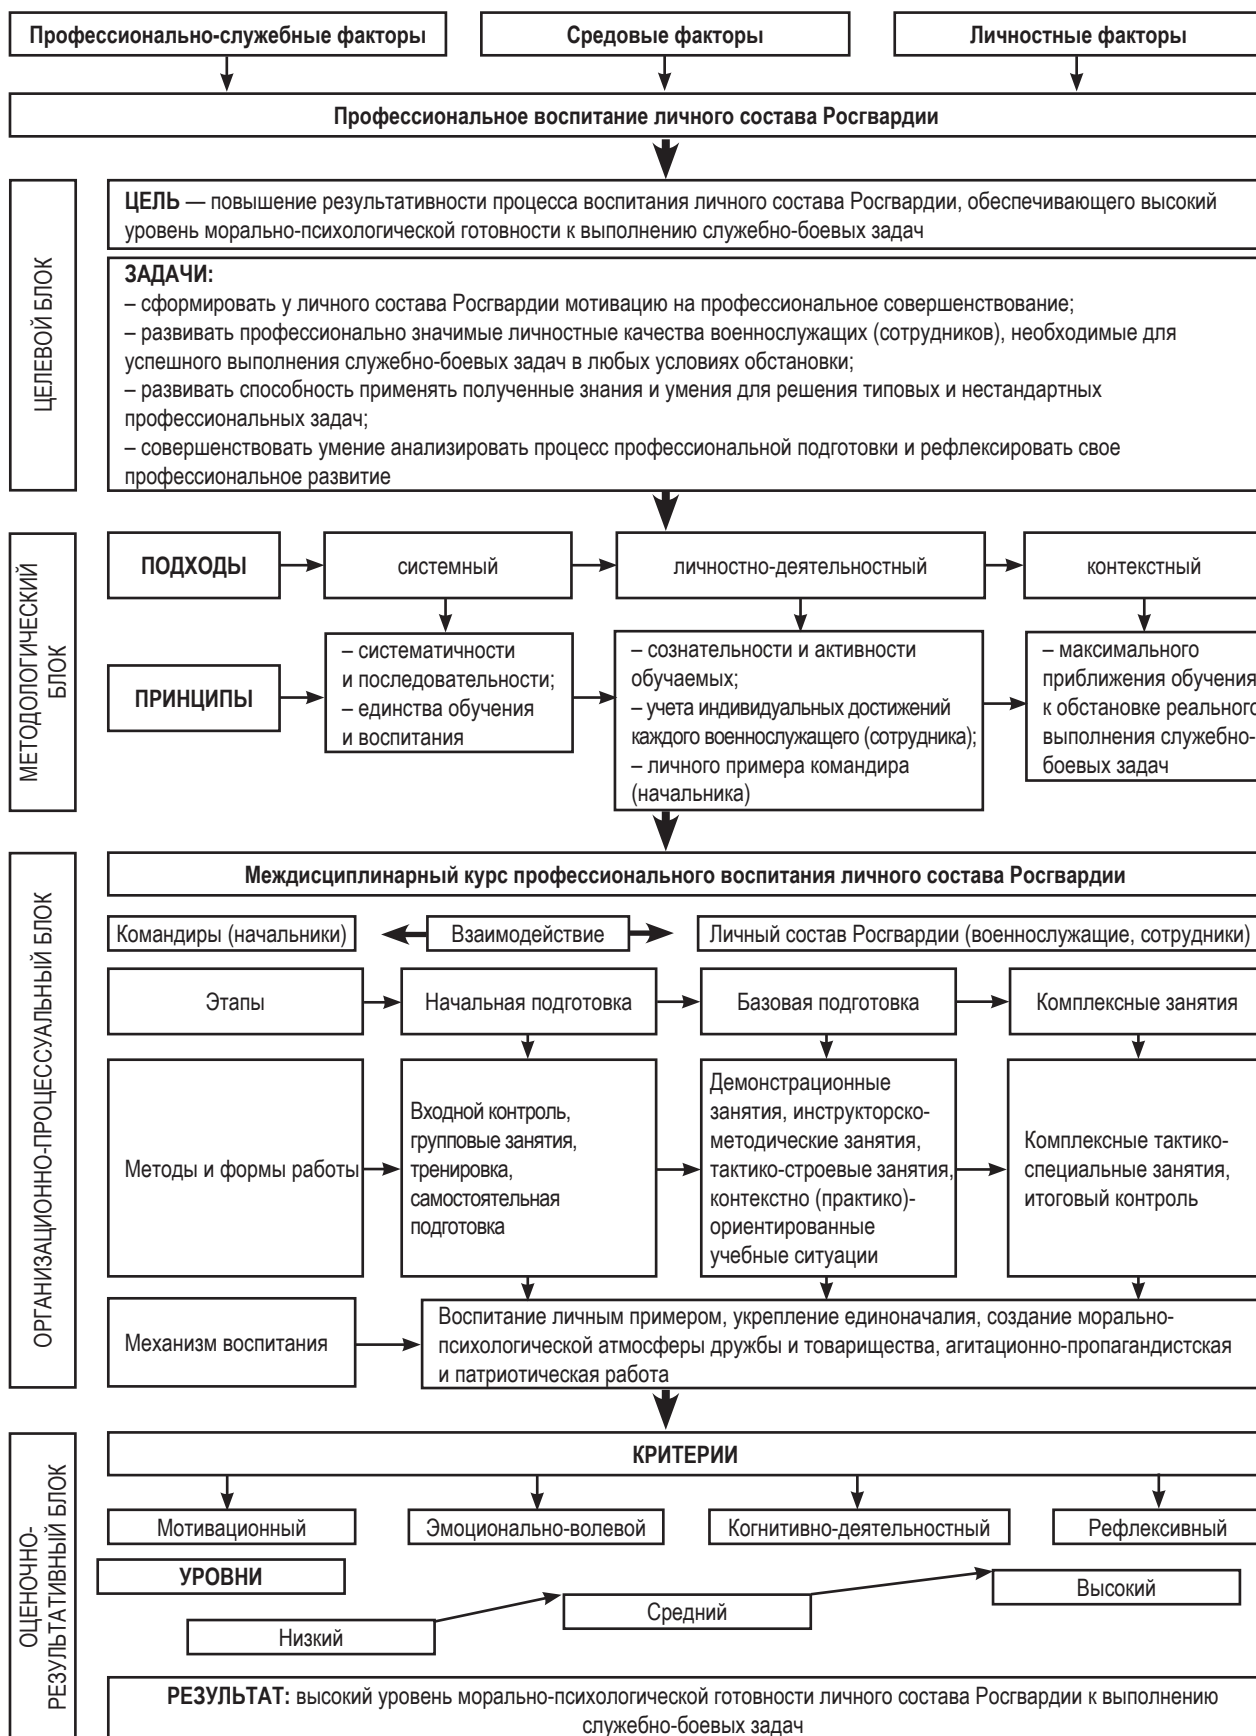 Профессионально-служебные факторы
Средовые факторы
Личностные факторы
Профессиональное воспитание личного состава Росгвардии
ЦЕЛЕВОЙ БЛОК
ЦЕЛЬ — повышение результативности процесса воспитания личного состава Росгвардии, обеспечивающего высокий
уровень морально-психологической готовности к выполнению служебно-боевых задач
ЗАДАЧИ:
– сформировать у личного состава Росгвардии мотивацию на профессиональное совершенствование;
– развивать профессионально значимые личностные качества военнослужащих (сотрудников), необходимые для
успешного выполнения служебно-боевых задач в любых условиях обстановки;
– развивать способность применять полученные знания и умения для решения типовых и нестандартных
профессиональных задач;
– совершенствовать умение анализировать процесс профессиональной подготовки и рефлексировать свое
профессиональное развитие
МЕТОДОЛОГИЧЕСКИЙ
БЛОК
ПОДХОДЫ
системный
личностно-деятельностный
контекстный
ПРИНЦИПЫ
– систематичности
и последовательности;
– единства обучения
и воспитания
– сознательности и активности
обучаемых;
– учета индивидуальных достижений
каждого военнослужащего (сотрудника);
– личного примера командира
(начальника)
– максимального
приближения обучения
к обстановке реального
выполнения служебно-
боевых задач
ОРГАНИЗАЦИОННО-ПРОЦЕССУАЛЬНЫЙ БЛОК
Междисциплинарный курс профессионального воспитания личного состава Росгвардии
Командиры (начальники)
Взаимодействие
Личный состав Росгвардии (военнослужащие, сотрудники)
Этапы
Начальная подготовка
Базовая подготовка
Комплексные занятия
Методы и формы работы
Входной контроль,
групповые занятия,
тренировка,
самостоятельная
подготовка
Демонстрационные
занятия, инструкторско-
методические занятия,
тактико-строевые занятия,
контекстно (практико)-
ориентированные
учебные ситуации
Комплексные тактико-
специальные занятия,
итоговый контроль
Механизм воспитания
Воспитание личным примером, укрепление единоначалия, создание морально-
психологической атмосферы дружбы и товарищества, агитационно-пропагандистская
и патриотическая работа
ОЦЕНОЧНО-
РЕЗУЛЬТАТИВНЫЙ БЛОК
КРИТЕРИИ
Мотивационный
Эмоционально-волевой
Когнитивно-деятельностный
Рефлексивный
УРОВНИ
Низкий
Средний
Высокий
РЕЗУЛЬТАТ: высокий уровень морально-психологической готовности личного состава Росгвардии к выполнению
служебно-боевых задач